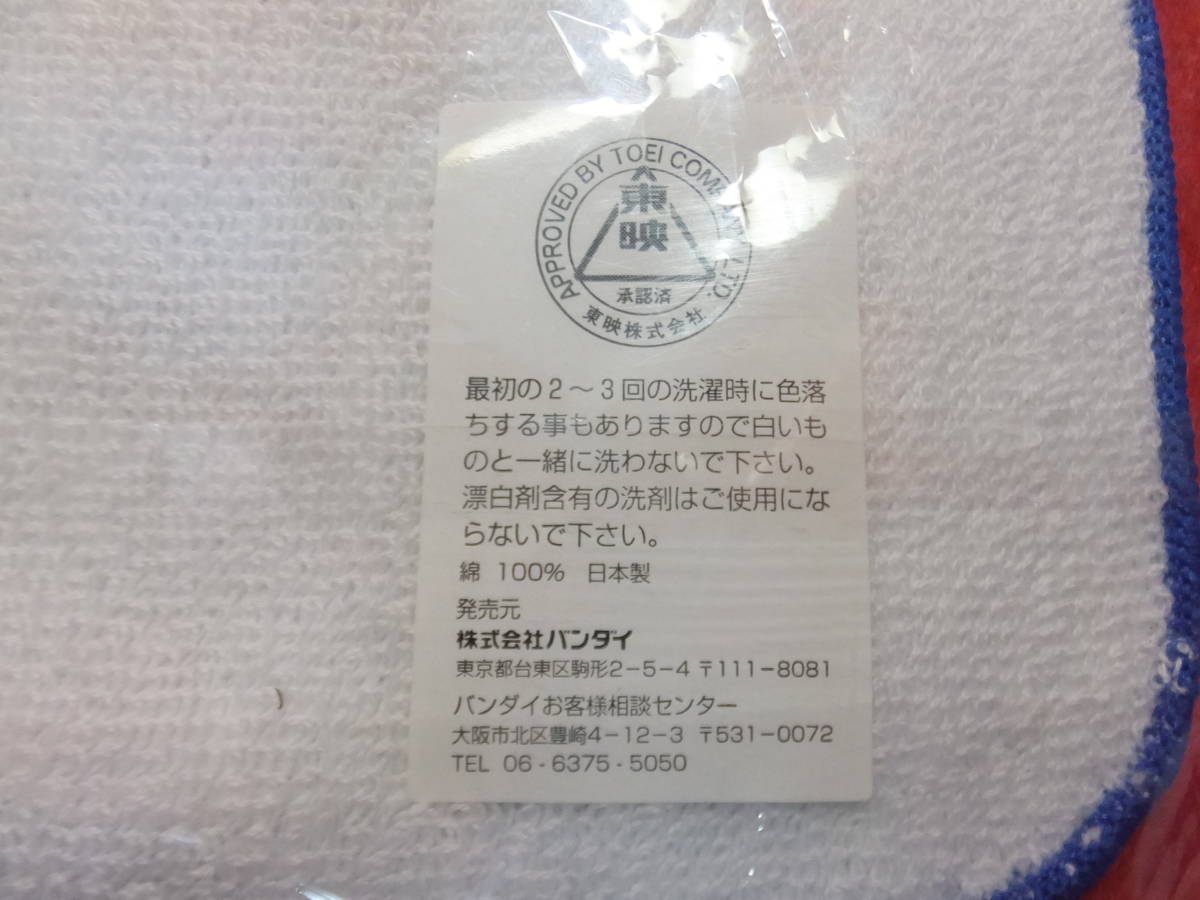 APPROVED BY TOEI COMPANY, LTD.
東映
承認済
東映株式会社
最初の2〜3回の洗濯時に色落
ちする事もありますので白いも
のと一緒に洗わないで下さい。
漂白剤含有の洗剤はご使用にな
らないで下さい。
綿 100% 日本製
発売元
株式会社バンダイ
東京都台東区駒形2−5−4 〒111−8081
バンダイお客様相談センター
大阪市北区豊崎4−12−3 〒531−0072
TEL 06-6375-5050